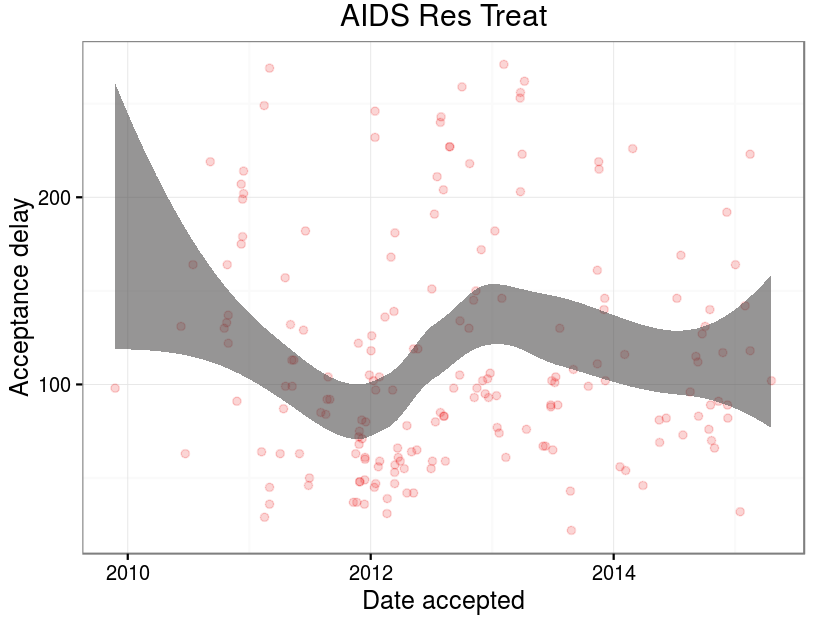 AIDS Res Treat
Acceptance delay
200
100
2010 2012 2014
Date accepted